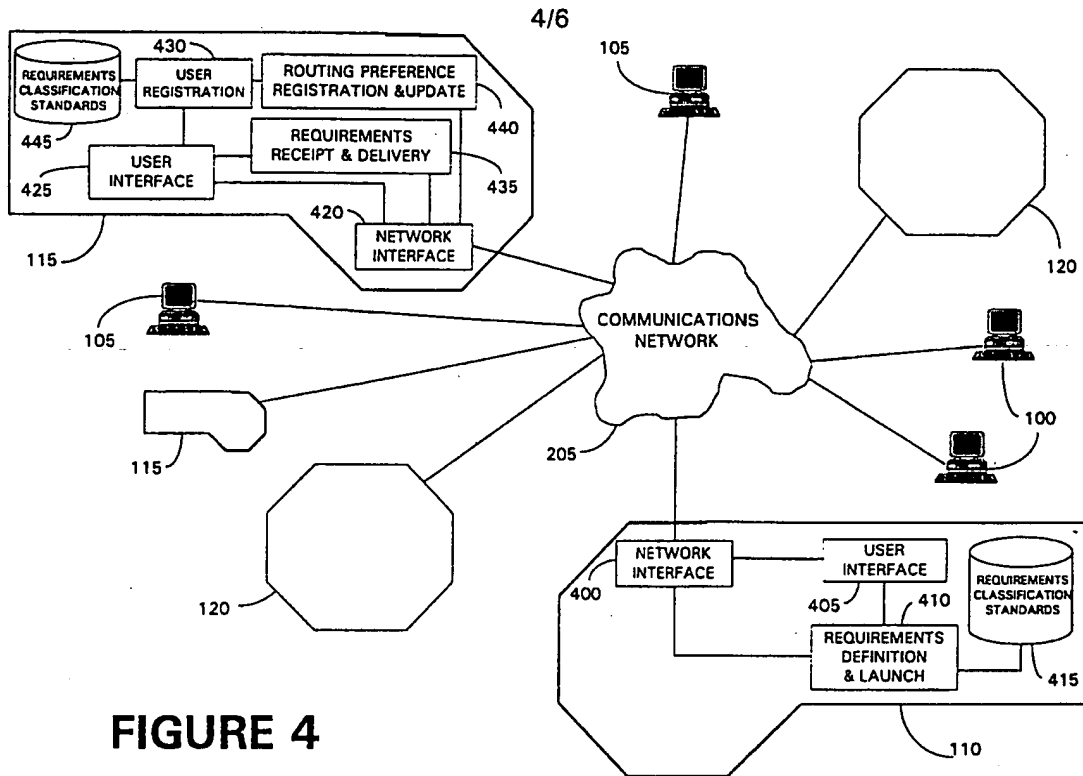 4/6
430
105
REQUIREMENTS
CLASSIFICATION
STANDARDS
USER
REGISTRATION
ROUTING PREFERENCE
REGISTRATION &UPDATE
445
440
REQUIREMENTS
RECEIPT & DELIVERY
425
USER
INTERFACE
435
420
NETWORK
INTERFACE
115
120
105
COMMUNICATIONS
NETWORK
100
115
205
120
400
NETWORK
INTERFACE
USER
INTERFACE
405
410
REQUIREMENTS
CLASSIFICATION
STANDARDS
REQUIREMENTS
DEFINITION
& LAUNCH
415
110
FIGURE 4